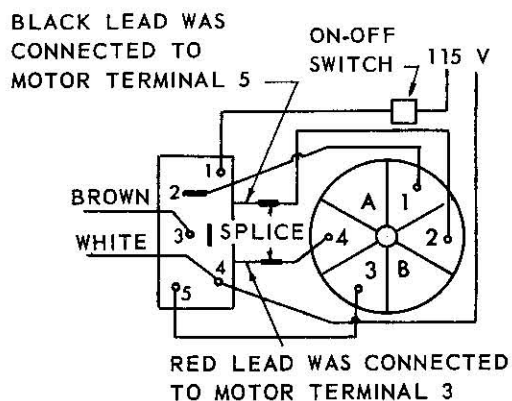 BLACK LEAD WAS
CONNECTED TO
MOTOR TERMINAL 5
ON-OFF
SWITCH
115 V
1
2
BROWN
3
SPLICE
WHITE
4
5
A
1
4
2
3
B
RED LEAD WAS CONNECTED
TO MOTOR TERMINAL 3